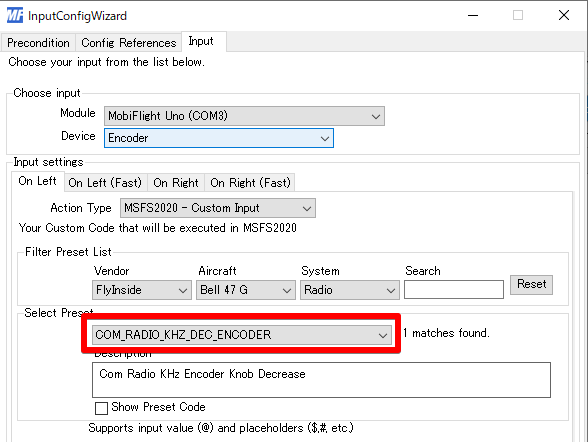 MF InputConfigWizard
Precondition Config References Input
Choose your input from the list below.
Choose input
Module MobiFlight Uno (COM3)
Device Encoder
Input settings
On Left On Left (Fast) On Right On Right (Fast)
Action Type MSFS2020 - Custom Input
Your Custom Code that will be executed in MSFS2020
Filter Preset List
Vendor Aircraft System Search
FlyInside Bell 47 G Radio Reset
Select Preset
COM_RADIO_KHZ_DEC_ENCODER 1 matches found.
Description
Com Radio KHz Encoder Knob Decrease
Show Preset Code
Supports input value (@) and placeholders ($,#, etc.)